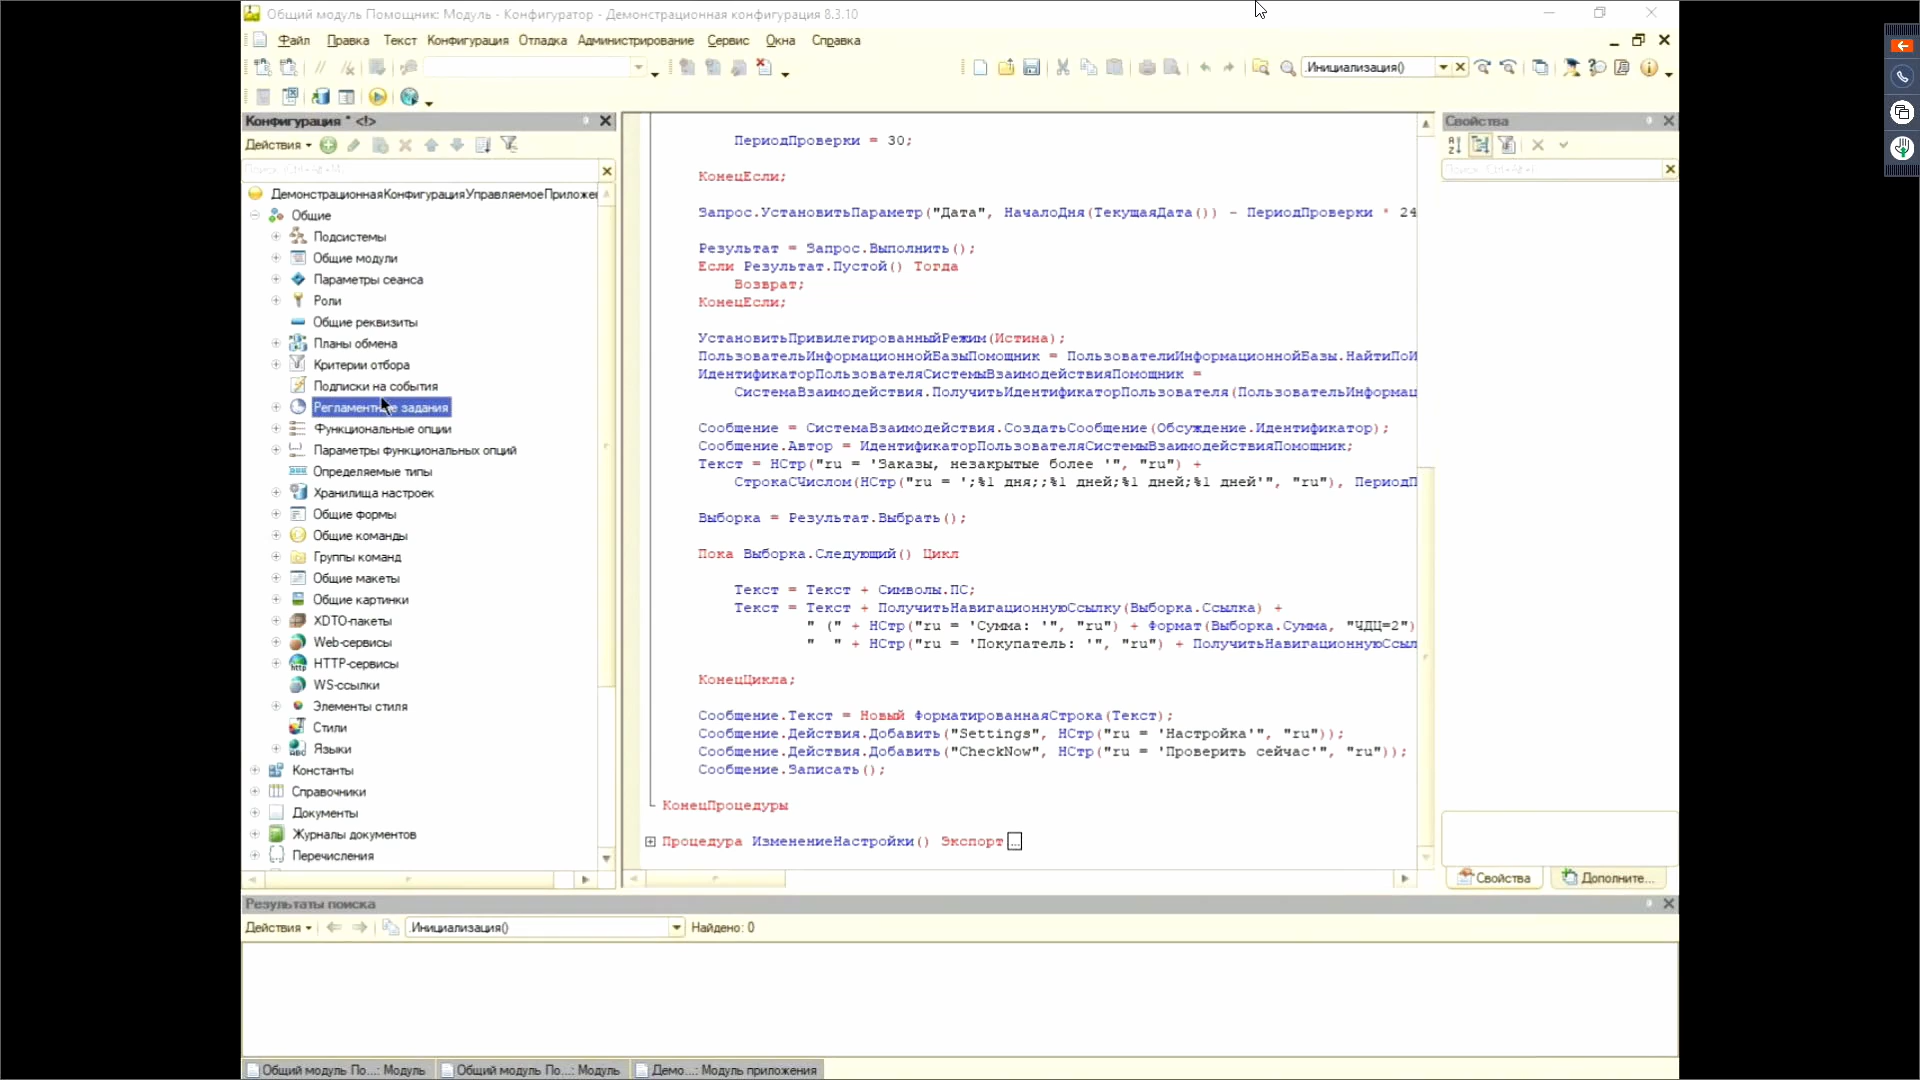 Общий модуль Помощник: Модуль - Конфигуратор - Демонстрационная конфигурация 8.3.10
Файл Правка Текст Конфигурация Отладка Администрирование Сервис Окна Справка
.Инициализация()
Конфигурация * <!>
Действия
Поиск (Ctrl+Alt+M)
ДемонстрационнаяКонфигурацияУправляемоеПриложе
Общие
Подсистемы
Общие модули
Параметры сеанса
Роли
Общие реквизиты
Планы обмена
Критерии отбора
Подписки на события
Регламентные задания
Функциональные опции
Параметры функциональных опций
Определяемые типы
Хранилища настроек
Общие формы
Общие команды
Группы команд
Общие макеты
Общие картинки
XDTO-пакеты
Web-сервисы
HTTP-сервисы
WS-ссылки
Элементы стиля
Стили
Языки
Константы
Справочники
Документы
Журналы документов
Перечисления
ПериодПроверки = 30;
КонецЕсли;
Запрос.УстановитьПараметр("Дата", НачалоДня(ТекущаяДата()) - ПериодПроверки * 24
Результат = Запрос.Выполнить();
Если Результат.Пустой() Тогда
Возврат;
КонецЕсли;
УстановитьПривилегированныйРежим(Истина);
ПользовательИнформационнойБазыПомощник = ПользователиИнформационнойБазы.НайтиПоИ
ИдентификаторПользователяСистемыВзаимодействияПомощник =
СистемаВзаимодействия.ПолучитьИдентификаторПользователя(ПользовательИнформац
Сообщение = СистемаВзаимодействия.СоздатьСообщение(Обсуждение.Идентификатор);
Сообщение.Автор = ИдентификаторПользователяСистемыВзаимодействияПомощник;
Текст = НСтр("ru = 'Заказы, незакрытые более '", "ru") +
СтрокаСЧислом(НСтр("ru = ';%1 дня;;%1 дней;%1 дней;%1 дней'", "ru"), ПериодП
Выборка = Результат.Выбрать();
Пока Выборка.Следующий() Цикл
Текст = Текст + Символы.ПС;
Текст = Текст + ПолучитьНавигационнуюСсылку(Выборка.Ссылка) +
" (" + НСтр("ru = 'Сумма: '", "ru") + Формат(Выборка.Сумма, "ЧДЦ=2")
"  " + НСтр("ru = 'Покупатель: '", "ru") + ПолучитьНавигационнуюСсыл
КонецЦикла;
Сообщение.Текст = Новый ФорматированнаяСтрока(Текст);
Сообщение.Действия.Добавить("Settings", НСтр("ru = 'Настройка'", "ru"));
Сообщение.Действия.Добавить("CheckNow", НСтр("ru = 'Проверить сейчас'", "ru"));
Сообщение.Записать();
КонецПроцедуры
Процедура ИзменениеНастройки() Экспорт ...
Свойства
Свойства Дополните...
Результаты поиска
Действия .Инициализация() Найдено: 0
Общий модуль По...: Модуль Общий модуль По...: Модуль Демо...: Модуль приложения